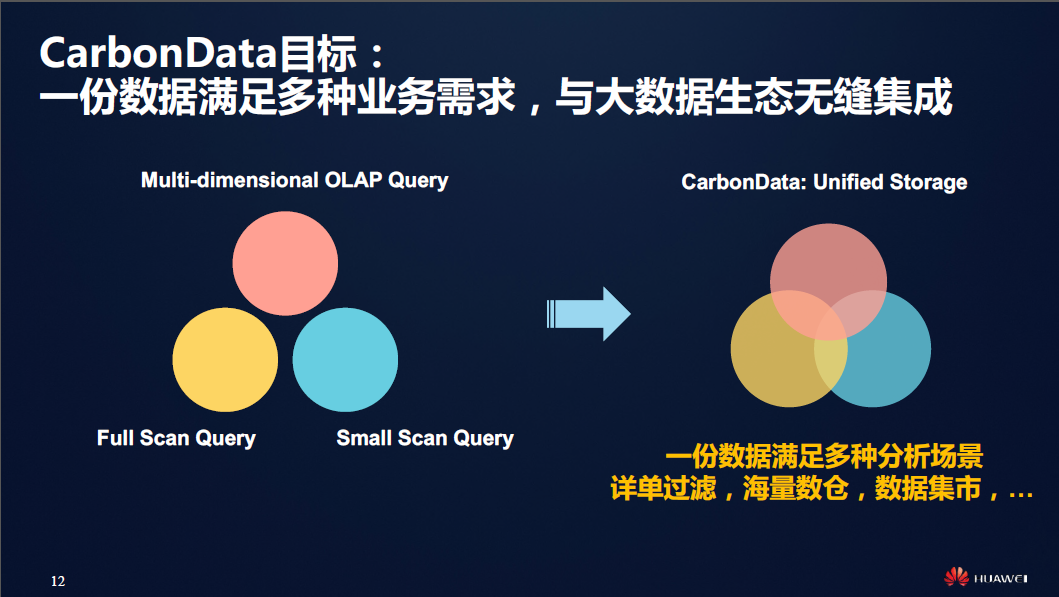 CarbonData目标：
一份数据满足多种业务需求，与大数据生态无缝集成
Multi-dimensional OLAP Query
CarbonData: Unified Storage
Full Scan Query
Small Scan Query
一份数据满足多种分析场景
详单过滤，海量数仓，数据集市，…
12
HUAWEI